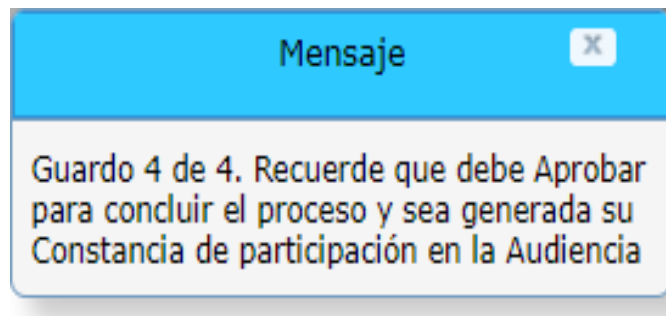 Mensaje
x
Guardo 4 de 4. Recuerde que debe Aprobar
para concluir el proceso y sea generada su
Constancia de participación en la Audiencia